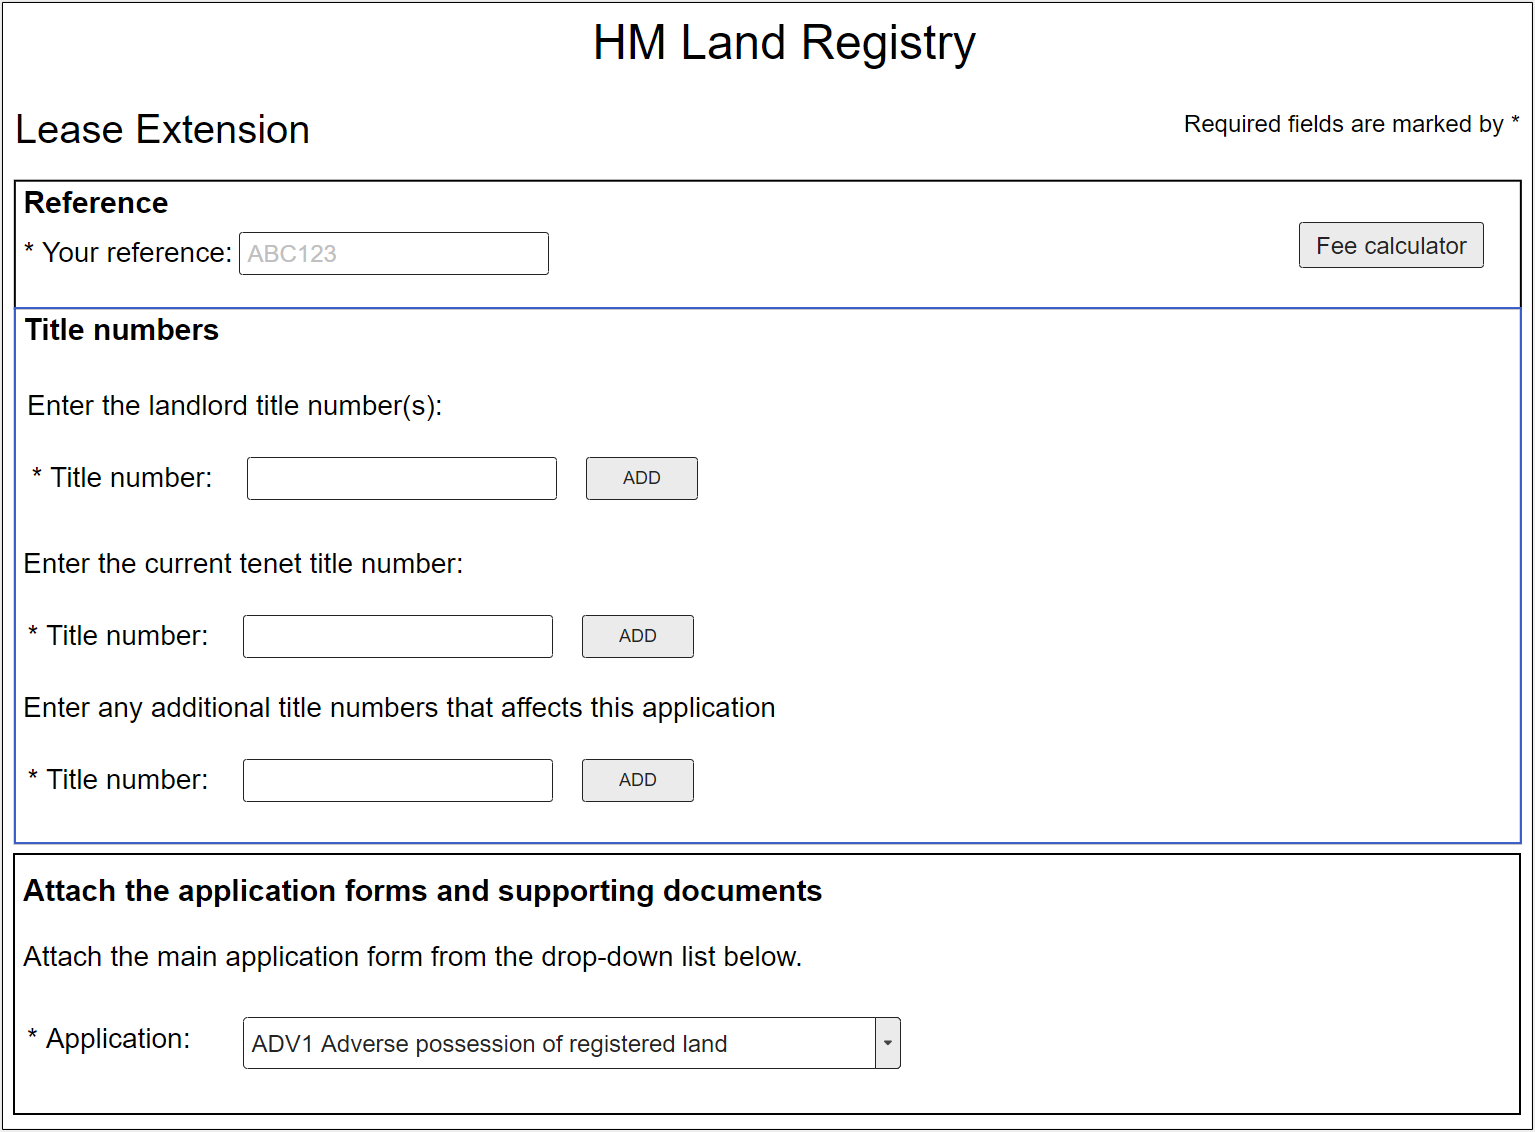 HM Land Registry
Lease Extension
Required fields are marked by *
Reference
* Your reference: ABC123
Fee calculator
Title numbers
Enter the landlord title number(s):
* Title number: ADD
Enter the current tenet title number:
* Title number: ADD
Enter any additional title numbers that affects this application
* Title number: ADD
Attach the application forms and supporting documents
Attach the main application form from the drop-down list below.
* Application: ADV1 Adverse possession of registered land